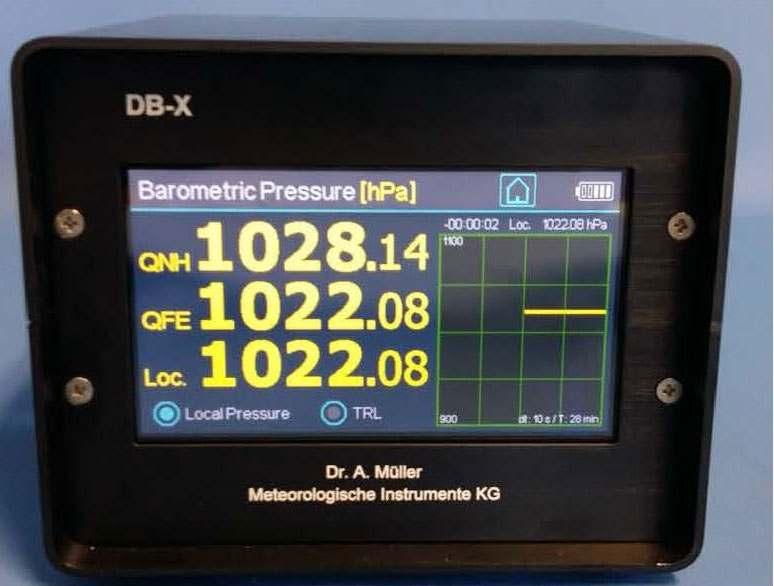 DB-X
Barometric Pressure [hPa]
-00:00:02 Loc. 1022.08 hPa
1100
QNH 1028.14
QFE 1022.08
Loc. 1022.08
Local Pressure TRL
900 dt: 10 s / T: 28 min
Dr. A. Müller
Meteorologische Instrumente KG